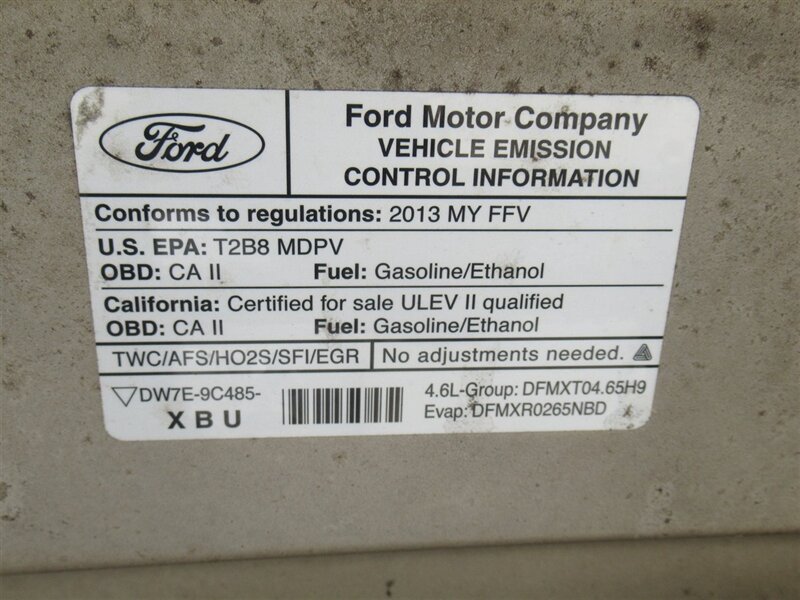 Ford
Ford Motor Company
VEHICLE EMISSION
CONTROL INFORMATION
Conforms to regulations: 2013 MY FFV
U.S. EPA: T2B8 MDPV
OBD: CA II Fuel: Gasoline/Ethanol
California: Certified for sale ULEV II qualified
OBD: CA II Fuel: Gasoline/Ethanol
TWC/AFS/HO2S/SFI/EGR No adjustments needed.
DW7E-9C485-
XBU
4.6L-Group: DFMXT04.65H9
Evap: DFMXR0265NBD